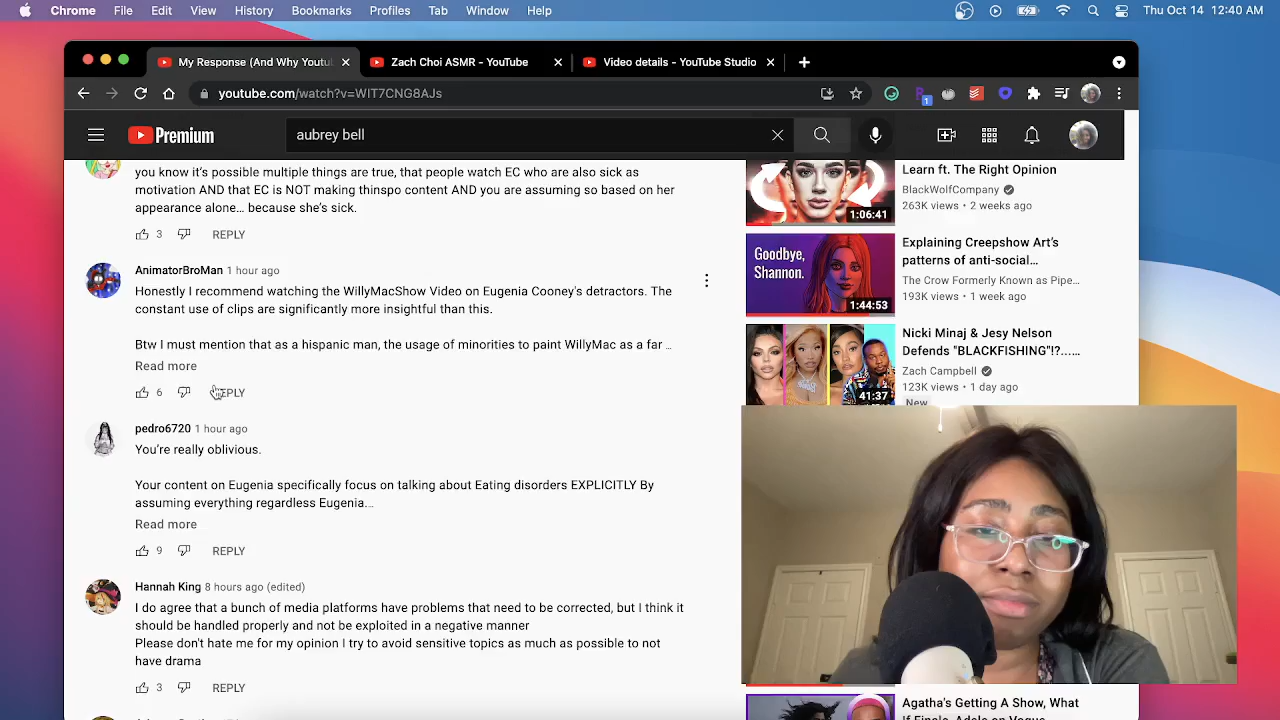 Chrome File Edit View History Bookmarks Profiles Tab Window Help Thu Oct 14 12:40 AM
My Response (And Why Youtu Zach Choi ASMR – YouTube Video details - YouTube Studio
youtube.com/watch?v=WIT7CNG8AJs 1
Premium aubrey bell
you know it's possible multiple things are true, that people watch EC who are also sick as
motivation AND that EC is NOT making thinspo content AND you are assuming so based on her
appearance alone... because she's sick.
3 REPLY
AnimatorBroMan 1 hour ago
Honestly I recommend watching the WillyMacShow Video on Eugenia Cooney's detractors. The
constant use of clips are significantly more insightful than this.
Btw I must mention that as a hispanic man, the usage of minorities to paint WillyMac as a far ...
Read more
6 REPLY
pedro6720 1 hour ago
You're really oblivious.
Your content on Eugenia specifically focus on talking about Eating disorders EXPLICITLY By
assuming everything regardless Eugenia...
Read more
9 REPLY
Hannah King 8 hours ago (edited)
I do agree that a bunch of media platforms have problems that need to be corrected, but I think it
should be handled properly and not be exploited in a negative manner
Please don't hate me for my opinion I try to avoid sensitive topics as much as possible to not
have drama
3 REPLY
Learn ft. The Right Opinion
BlackWolfCompany
263K views • 2 weeks ago
1:06:41
Goodbye,
Shannon.
1:44:53
Explaining Creepshow Art's
patterns of anti-social...
The Crow Formerly Known as Pipe...
193K views • 1 week ago
Nicki Minaj & Jesy Nelson
Defends "BLACKFISHING"!?.…
Zach Campbell
123K views • 1 day ago
41:37
New
Agatha's Getting A Show, What
If Finale, Adele on Vogue